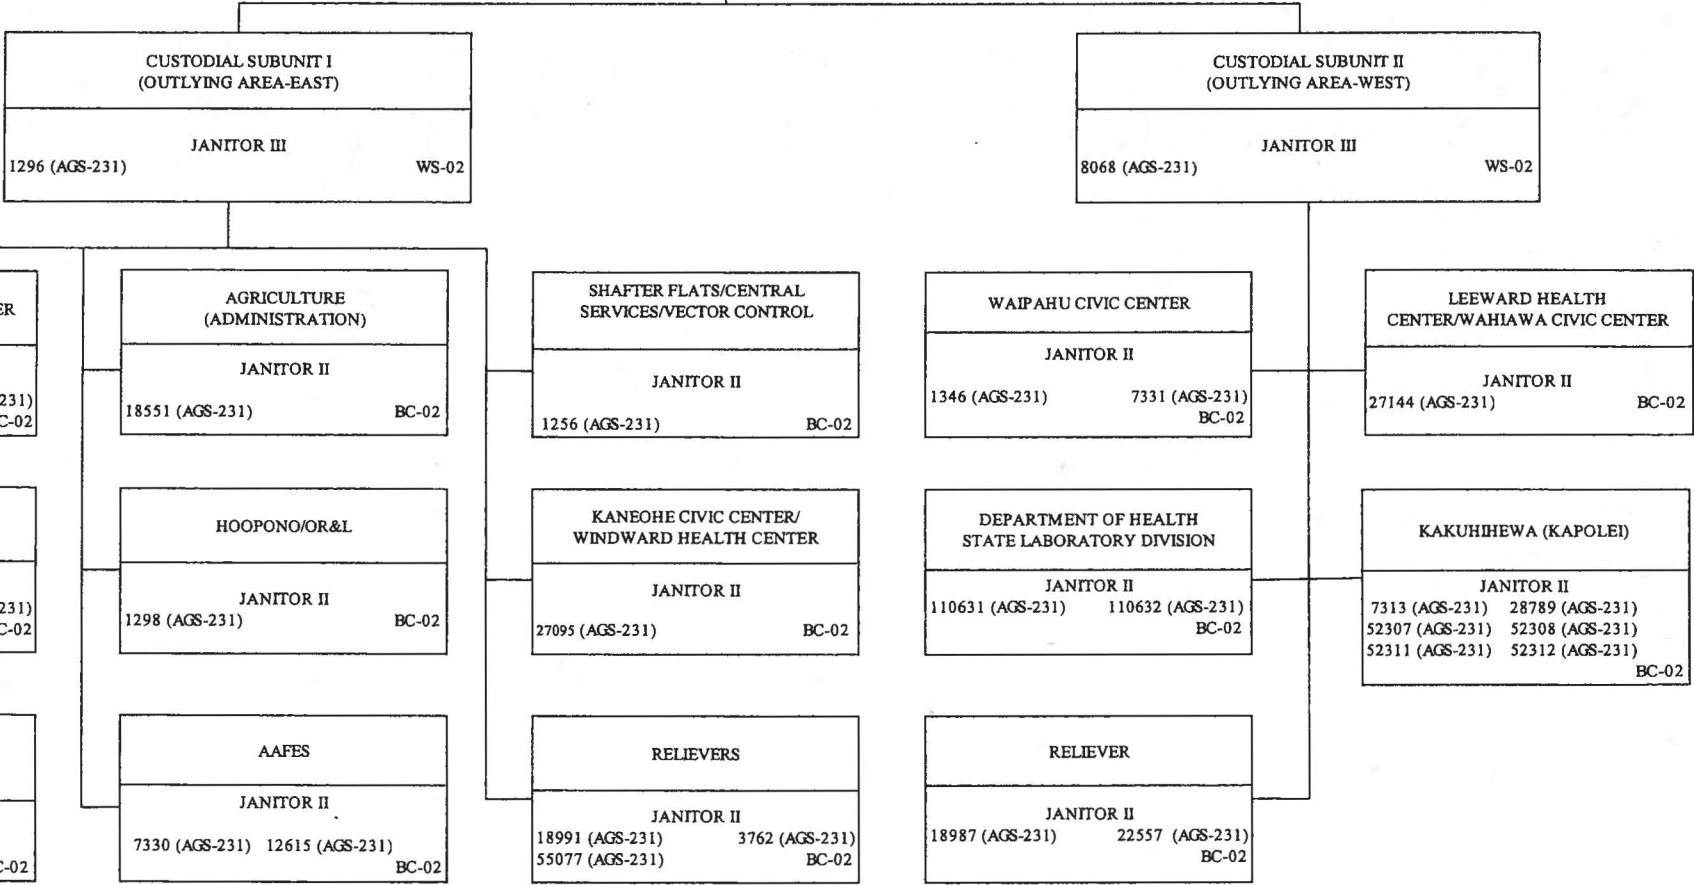 CUSTODIAL SUBUNIT I
(OUTLYING AREA-EAST)
JANITOR III
1296 (AGS-231) WS-02
CUSTODIAL SUBUNIT II
(OUTLYING AREA-WEST)
JANITOR III
8068 (AGS-231) WS-02
ER
231)
C-02
AGRICULTURE
(ADMINISTRATION)
JANITOR II
18551 (AGS-231) BC-02
SHAFTER FLATS/CENTRAL
SERVICES/VECTOR CONTROL
JANITOR II
1256 (AGS-231) BC-02
WAIPAHU CIVIC CENTER
JANITOR II
1346 (AGS-231) 7331 (AGS-231)
BC-02
LEEWARD HEALTH
CENTER/WAHIAWA CIVIC CENTER
JANITOR II
27144 (AGS-231) BC-02
231)
C-02
HOOPONO/OR&L
JANITOR II
1298 (AGS-231) BC-02
KANEOHE CIVIC CENTER/
WINDWARD HEALTH CENTER
JANITOR II
27095 (AGS-231) BC-02
DEPARTMENT OF HEALTH
STATE LABORATORY DIVISION
JANITOR II
110631 (AGS-231) 110632 (AGS-231)
BC-02
KAKUHIHEWA (KAPOLEI)
JANITOR II
7313 (AGS-231) 28789 (AGS-231)
52307 (AGS-231) 52308 (AGS-231)
52311 (AGS-231) 52312 (AGS-231)
BC-02
C-02
AAFES
JANITOR II
7330 (AGS-231) 12615 (AGS-231)
BC-02
RELIEVERS
JANITOR II
18991 (AGS-231) 3762 (AGS-231)
55077 (AGS-231) BC-02
RELIEVER
JANITOR II
18987 (AGS-231) 22557 (AGS-231)
BC-02